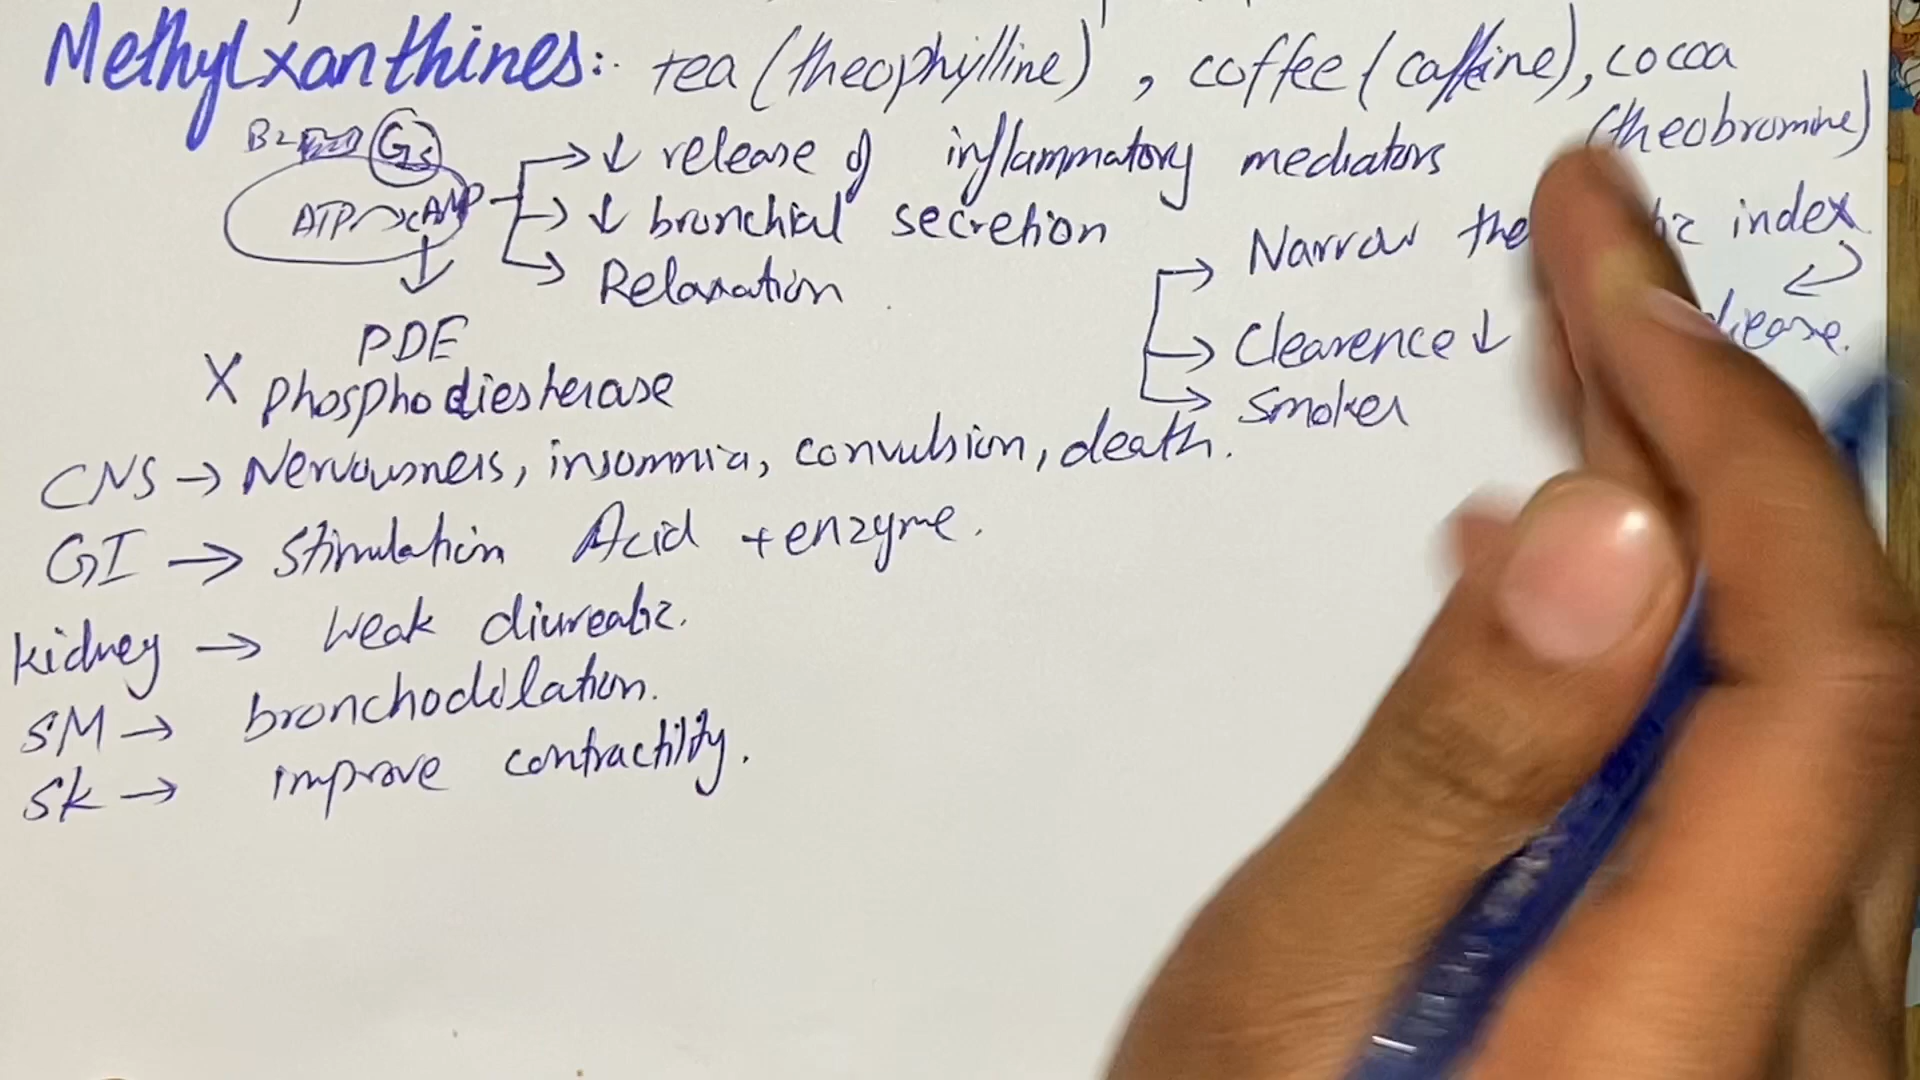 Methylxanthines:- tea (theophylline), coffee (caffeine), cocoa
(theobromine)
B2 Gs
ATP → cAMP → ↓ release of inflammatory mediators
→ ↓ bronchial secretion
→ Relaxation
↓
PDE
X phosphodiesterase
→ Narrow index
→ Clearence ↓
→ Smoker
CNS → Nervousness, insomnia, convulsion, death.
GI → Stimulation Acid + enzyme.
kidney → Weak
SM → bronchodilation.
SK → improve contractility.